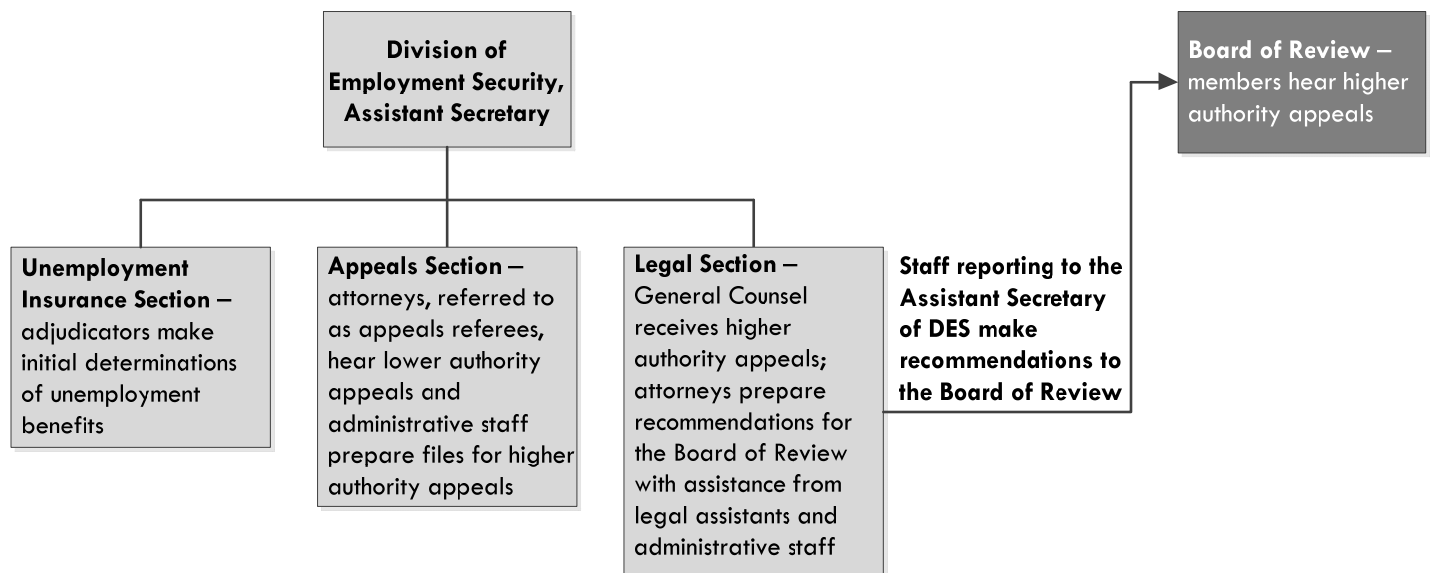 Division of
Employment Security,
Assistant Secretary
Board of Review –
members hear higher
authority appeals
Unemployment
Insurance Section –
adjudicators make
initial determinations
of unemployment
benefits
Appeals Section –
attorneys, referred to
as appeals referees,
hear lower authority
appeals and
administrative staff
prepare files for higher
authority appeals
Legal Section –
General Counsel
receives higher
authority appeals;
attorneys prepare
recommendations for
the Board of Review
with assistance from
legal assistants and
administrative staff
Staff reporting to the
Assistant Secretary
of DES make
recommendations to
the Board of Review